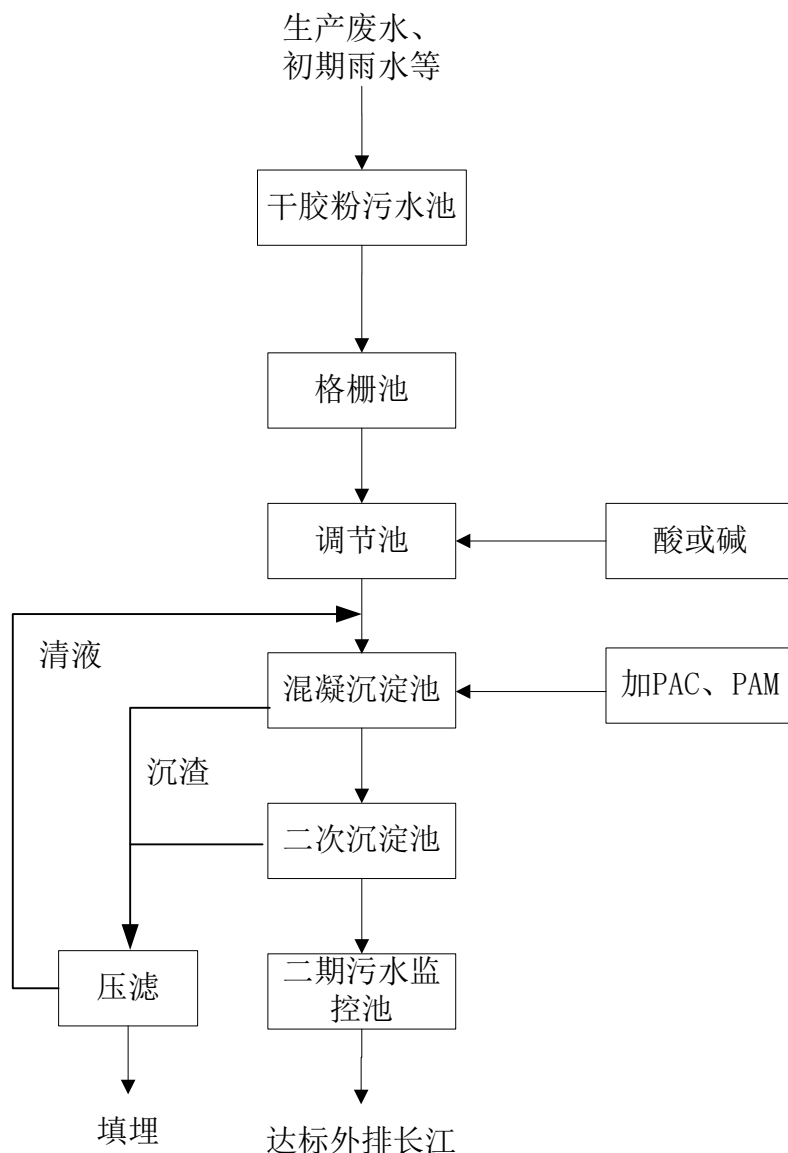 生产废水、
初期雨水等
干胶粉污水池
格栅池
调节池
酸或碱
清液
混凝沉淀池
加PAC、PAM
沉渣
二次沉淀池
压滤
二期污水监
控池
填埋
达标外排长江